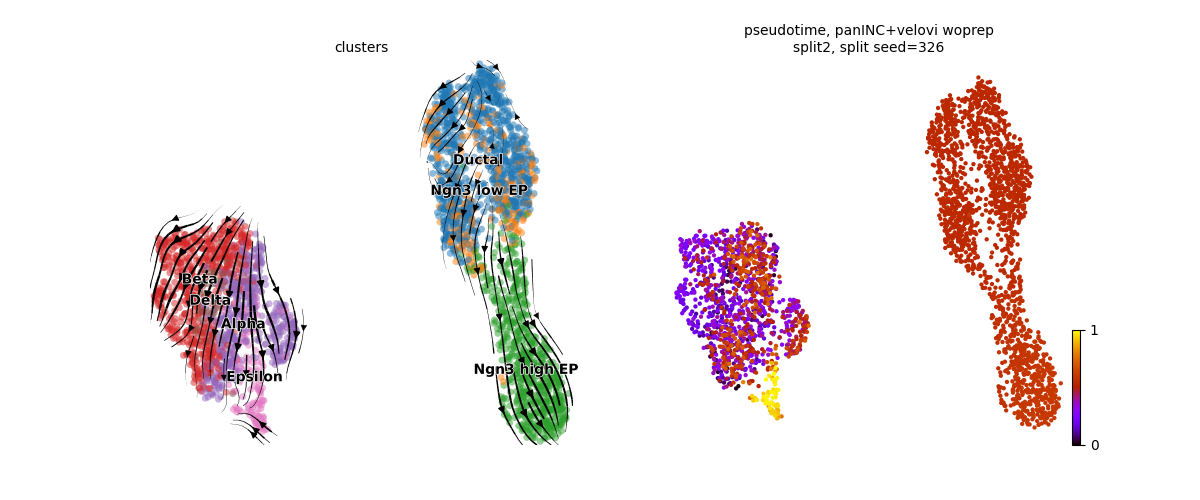 clusters
Ductal
Ngn3 low EP
Beta
Delta
Alpha
Epsilon
Ngn3 high EP
pseudotime, panINC+velovi woprep
split2, split seed=326
1
0